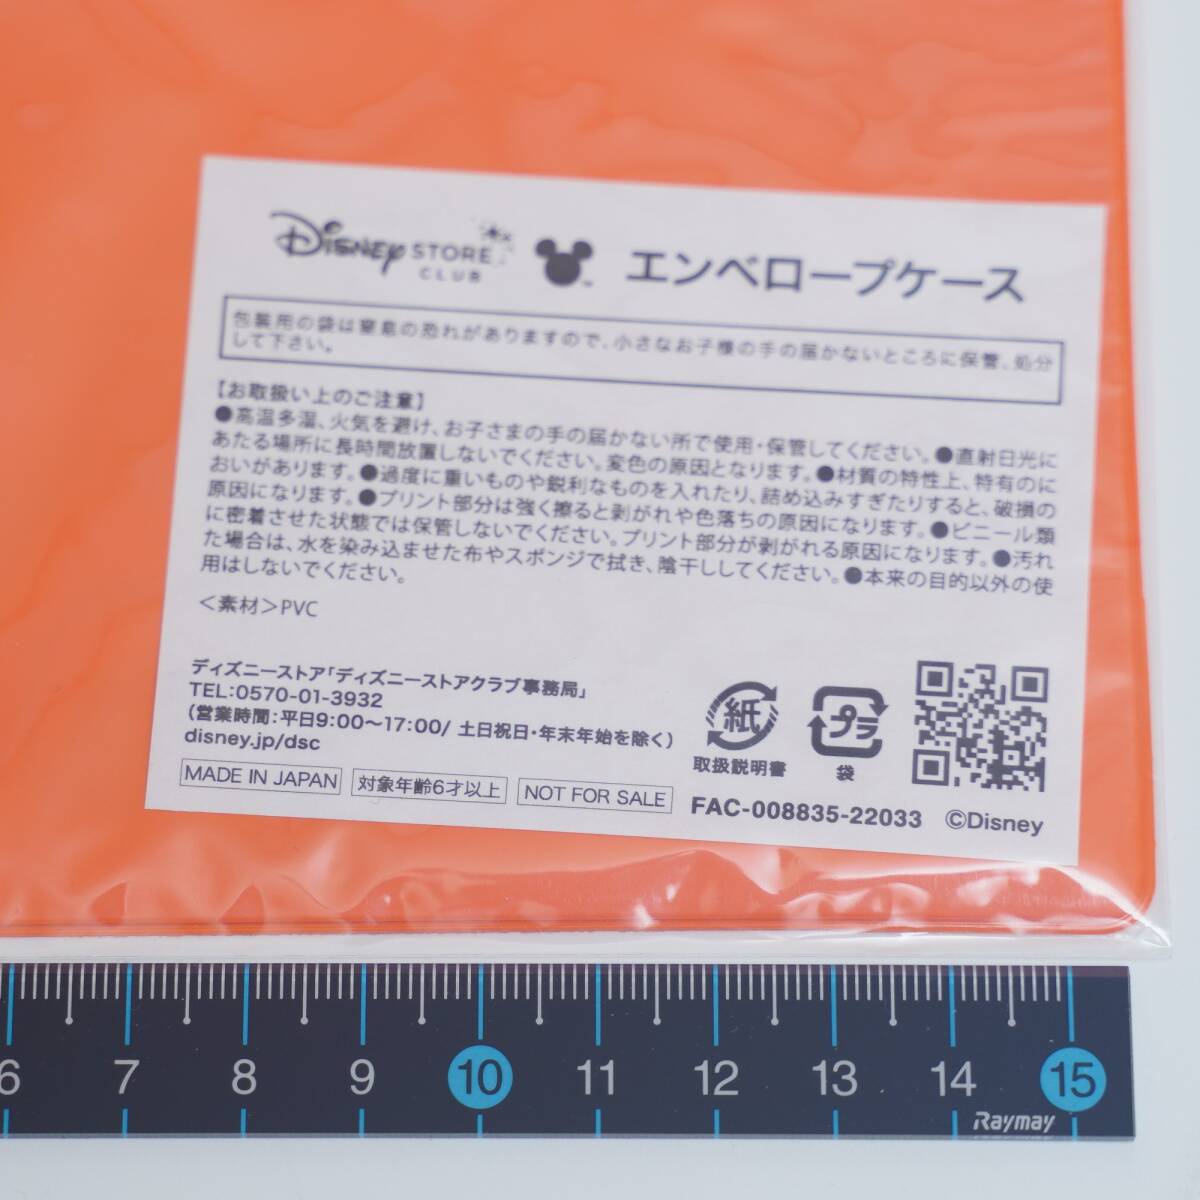 Disney STORE CLUB エンベロープケース
包装用の袋は窒息の恐れがありますので、小さなお子様の手の届かないところに保管、処分
して下さい。
【お取扱い上のご注意】
●高温多湿、火気を避け、お子さまの手の届かない所で使用・保管してください。●直射日光に
あたる場所に長時間放置しないでください。変色の原因となります。●材質の特性上、特有のに
おいがあります。●過度に重いものや鋭利なものを入れたり、詰め込みすぎたりすると、破損の
原因になります。●プリント部分は強く擦ると剥がれや色落ちの原因になります。●ビニール類
に密着させた状態では保管しないでください。プリント部分が剥がれる原因になります。●汚れ
た場合は、水を染み込ませた布やスポンジで拭き、陰干ししてください。●本来の目的以外の使
用はしないでください。
＜素材＞PVC
ディズニーストア「ディズニーストアクラブ事務局」
TEL:0570-01-3932
（営業時間：平日9:00〜17:00/ 土日祝日・年末年始を除く）
disney.jp/dsc
紙
取扱説明書
プラ
袋
MADE IN JAPAN 対象年齢6才以上 NOT FOR SALE FAC-008835-22033 ©Disney
6 7 8 9 10 11 12 13 14 15
Raymay